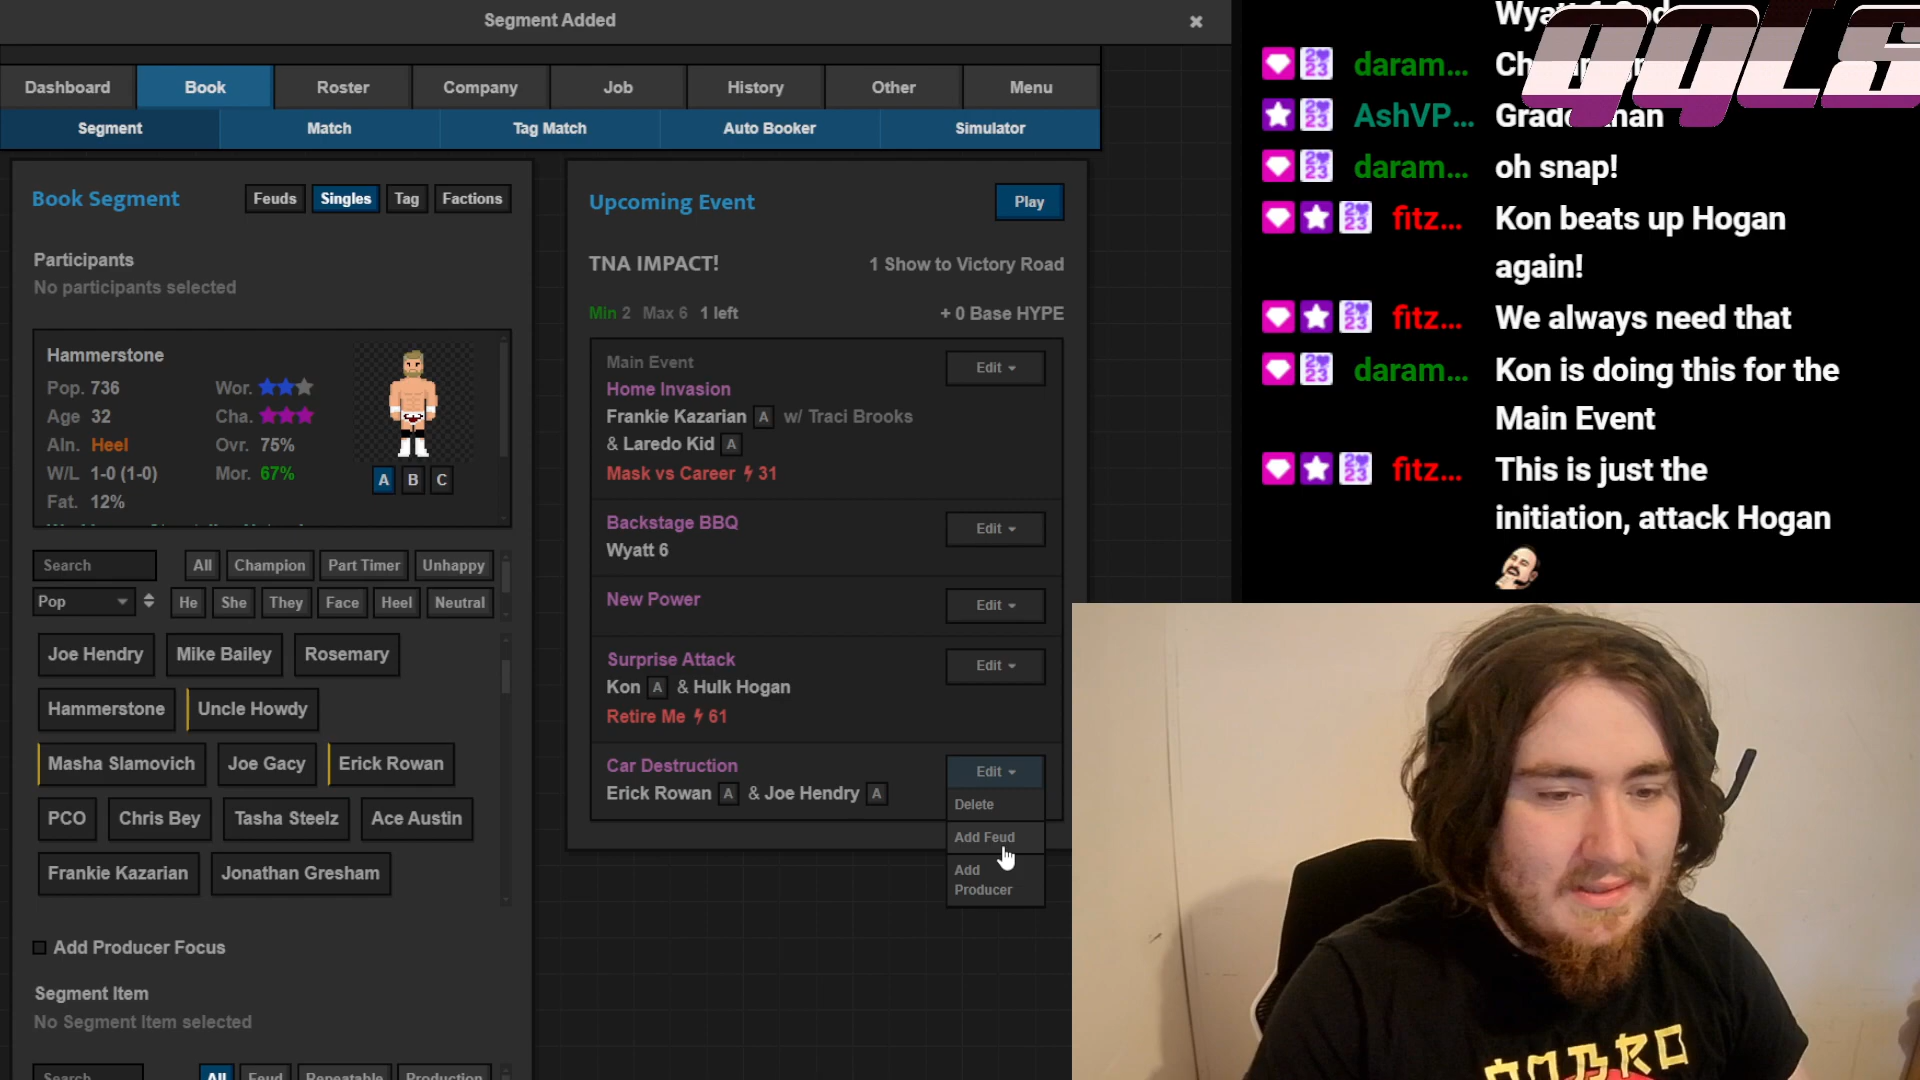 Segment Added
×
Dashboard
Book
Roster
Company
Job
History
Other
Menu
Segment
Match
Tag Match
Auto Booker
Simulator
Book Segment
Feuds
Singles
Tag
Factions
Participants
No participants selected
Hammerstone
Pop. 736
Wor.
Age 32
Cha.
Aln. Heel
Ovr. 75%
W/L 1-0 (1-0)
Mor. 67%
Fat. 12%
A
B
C
Search
All
Champion
Part Timer
Unhappy
Pop
He
She
They
Face
Heel
Neutral
Joe Hendry
Mike Bailey
Rosemary
Hammerstone
Uncle Howdy
Masha Slamovich
Joe Gacy
Erick Rowan
PCO
Chris Bey
Tasha Steelz
Ace Austin
Frankie Kazarian
Jonathan Gresham
Add Producer Focus
Segment Item
No Segment Item selected
Search
All
Feud
Repeatable
Production
Upcoming Event
Play
TNA IMPACT!
1 Show to Victory Road
Min 2 Max 6 1 left
+ 0 Base HYPE
Main Event
Edit
Home Invasion
Frankie Kazarian A w/ Traci Brooks
& Laredo Kid A
Mask vs Career 31
Backstage BBQ
Edit
Wyatt 6
New Power
Edit
Surprise Attack
Edit
Kon A & Hulk Hogan
Retire Me 61
Car Destruction
Edit
Erick Rowan A & Joe Hendry A
Delete
Add Feud
Add
Producer
daram...
AshVP...
daram... oh snap!
fitz... Kon beats up Hogan
again!
fitz... We always need that
daram... Kon is doing this for the
Main Event
fitz... This is just the
initiation, attack Hogan